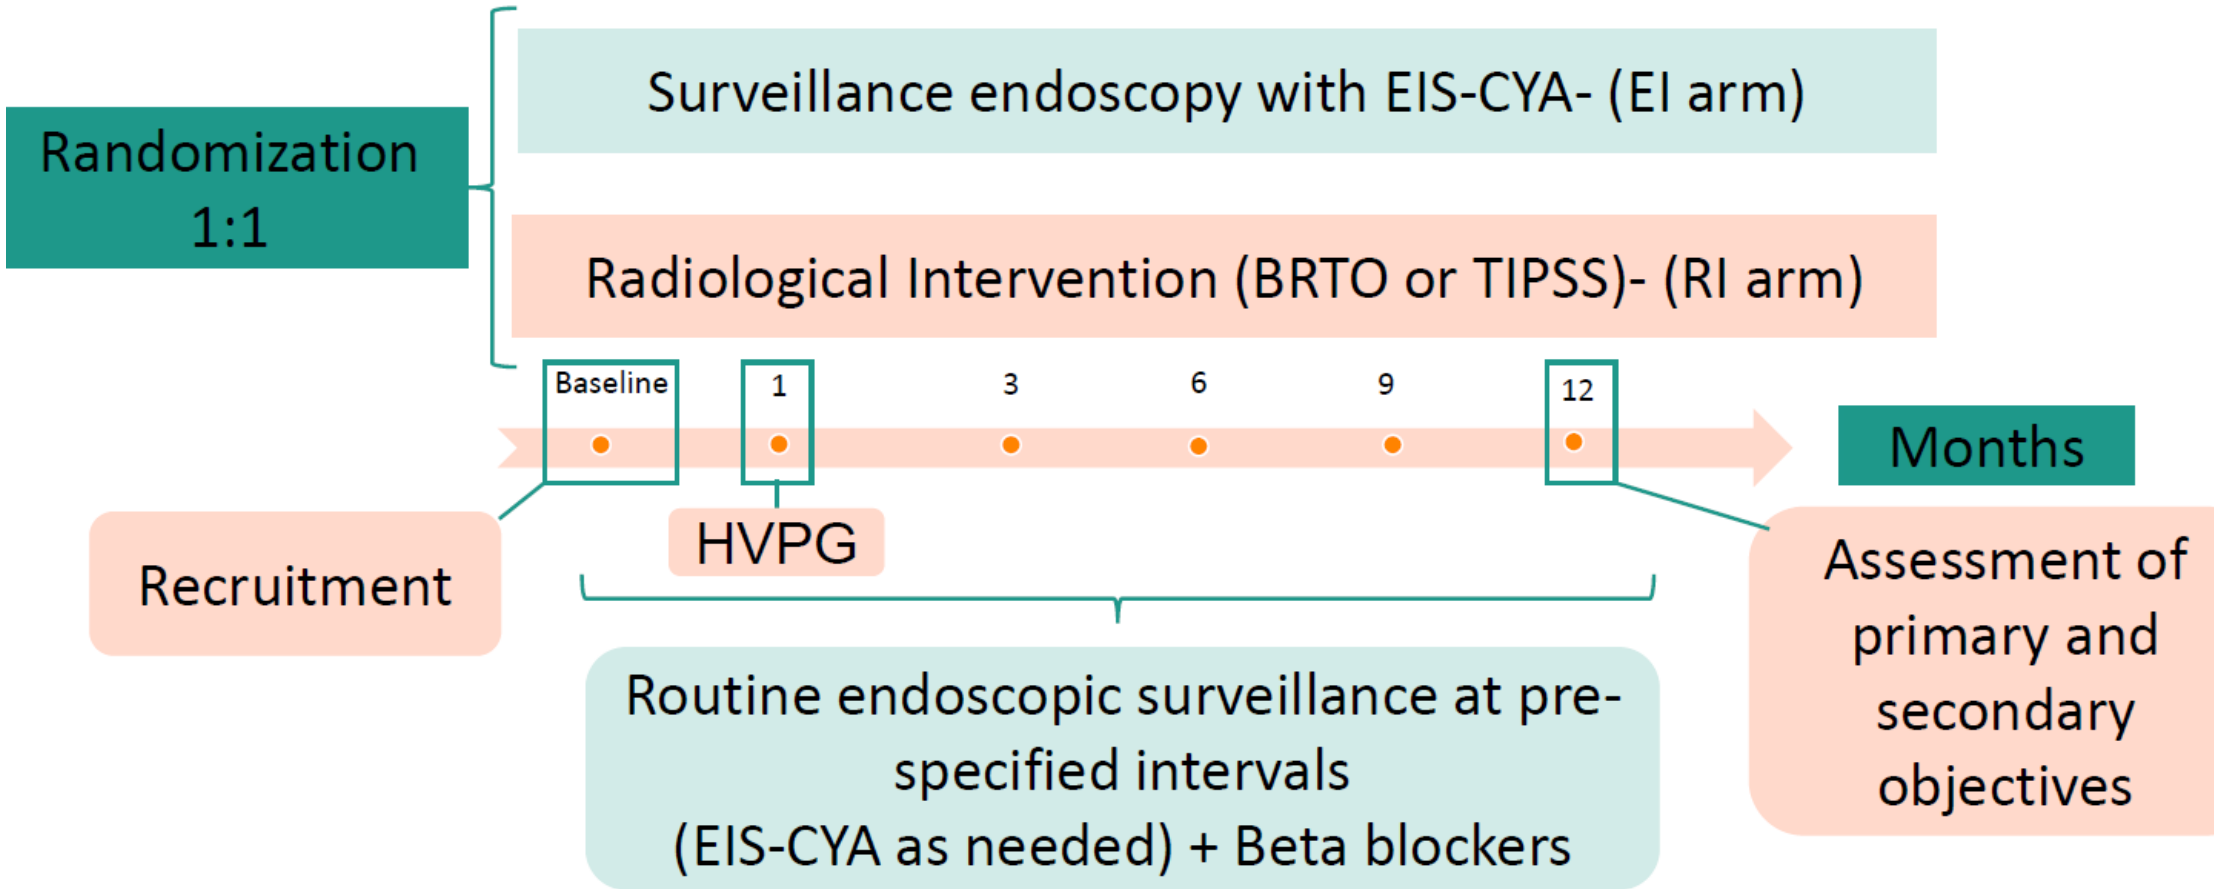 Surveillance endoscopy with EIS-CYA- (EI arm)
Randomization
1:1
Radiological Intervention (BRTO or TIPSS)- (RI arm)
Baseline
1
3
6
9
12
Months
Recruitment
HVPG
Assessment of
primary and
secondary
objectives
Routine endoscopic surveillance at pre-
specified intervals
(EIS-CYA as needed) + Beta blockers